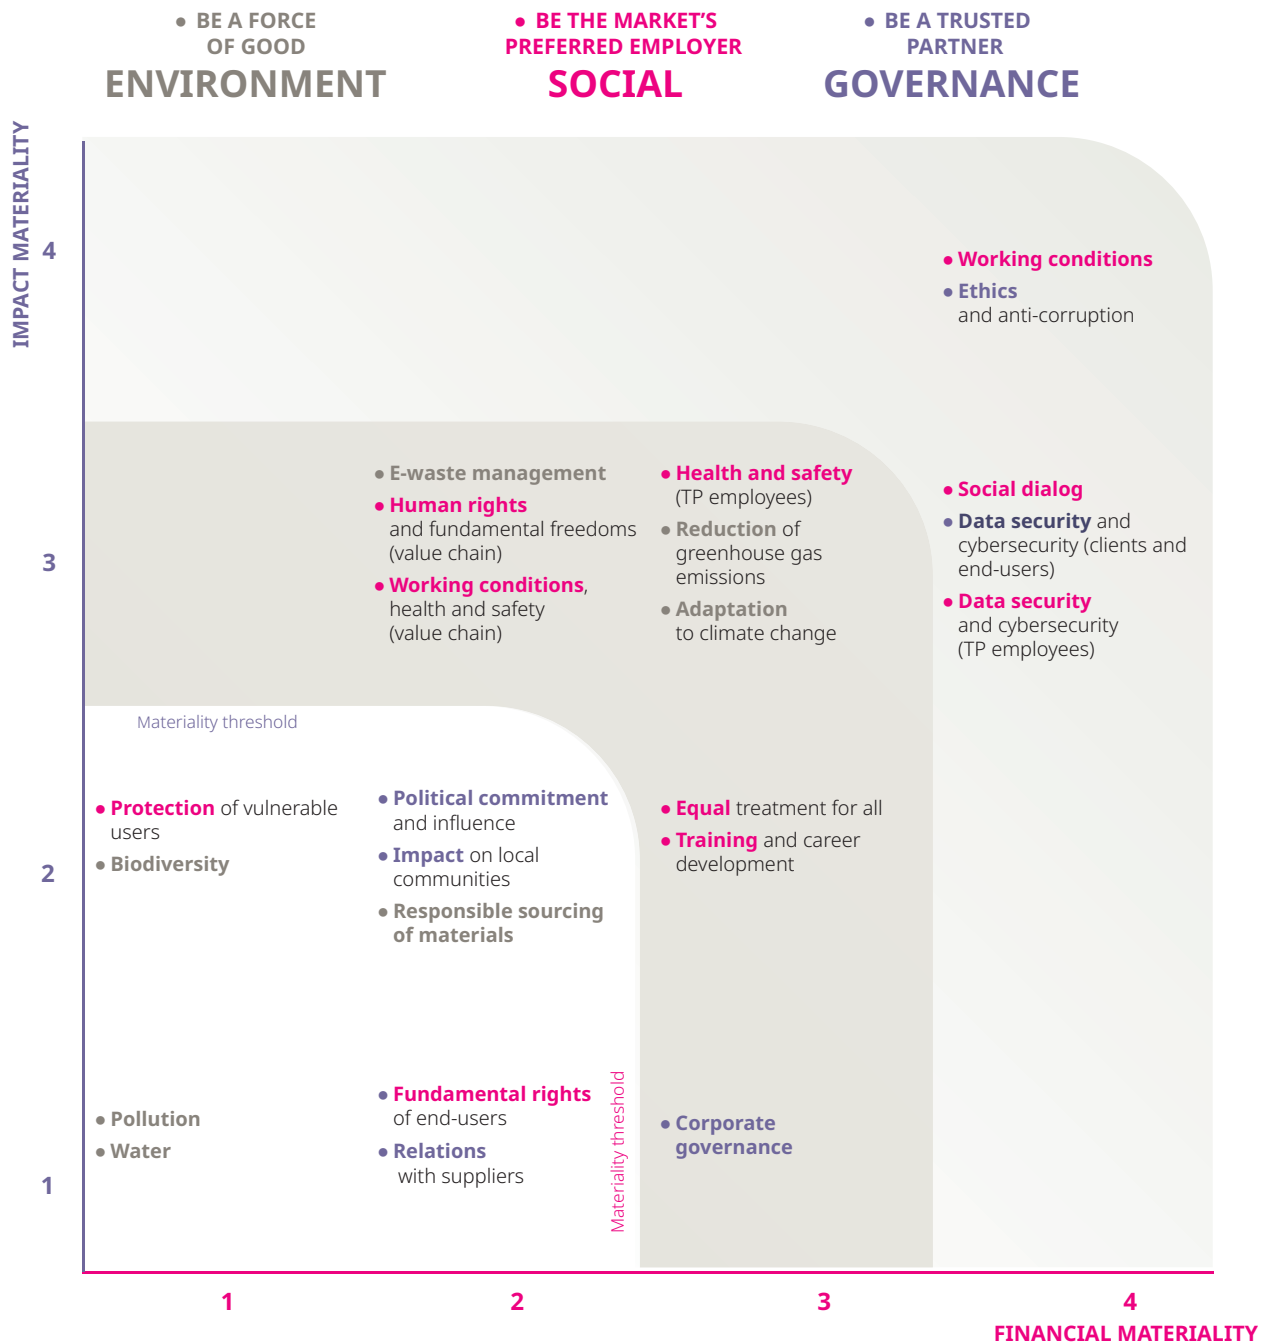 • BE A FORCE
OF GOOD
ENVIRONMENT
• BE THE MARKET’S
PREFERRED EMPLOYER
SOCIAL
• BE A TRUSTED
PARTNER
GOVERNANCE
IMPACT MATERIALITY
4
• Working conditions
• Ethics
and anti-corruption
3
• E-waste management
• Human rights
and fundamental freedoms
(value chain)
• Working conditions,
health and safety
(value chain)
• Health and safety
(TP employees)
• Reduction of
greenhouse gas
emissions
• Adaptation
to climate change
• Social dialog
• Data security and
cybersecurity (clients and
end-users)
• Data security
and cybersecurity
(TP employees)
Materiality threshold
2
• Protection of vulnerable
users
• Biodiversity
• Political commitment
and influence
• Impact on local
communities
• Responsible sourcing
of materials
• Equal treatment for all
• Training and career
development
1
• Pollution
• Water
• Fundamental rights
of end-users
• Relations
with suppliers
Materiality threshold
• Corporate
governance
1
2
3
4
FINANCIAL MATERIALITY